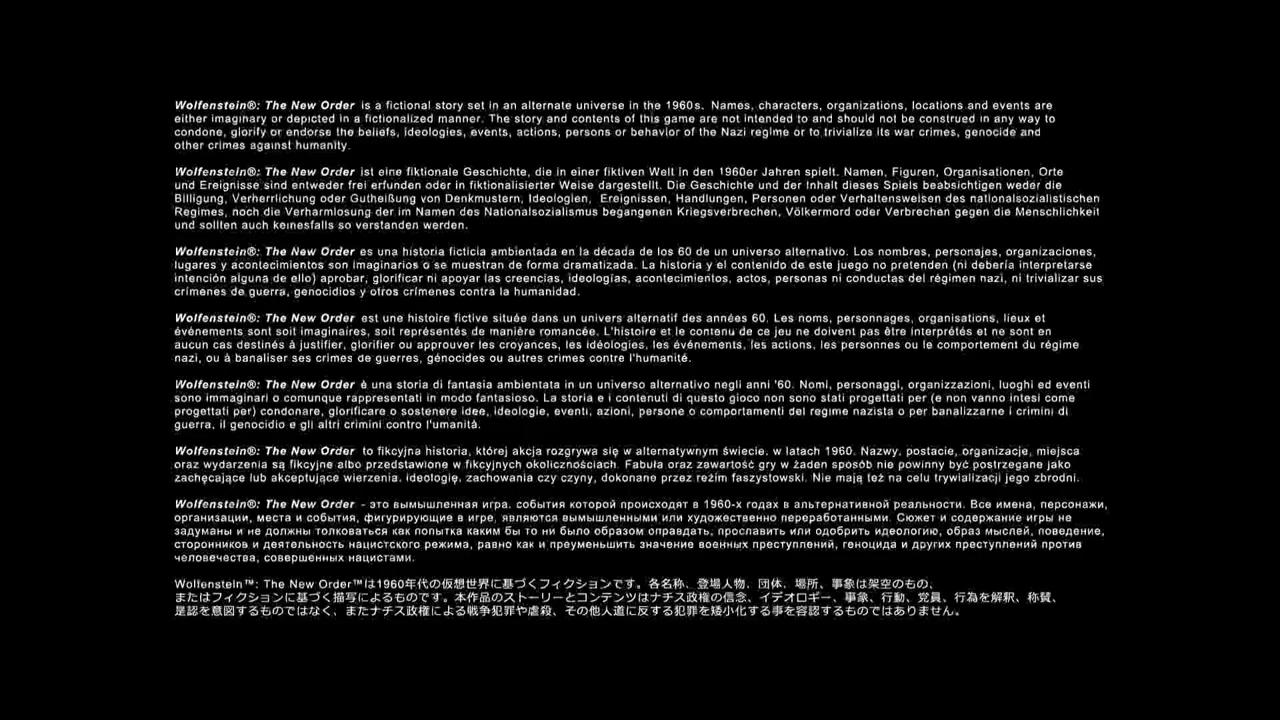 Wolfenstein®: The New Order is a fictional story set in an alternate universe in the 1960s. Names, characters, organizations, locations and events are
either imaginary or depicted in a fictionalized manner. The story and contents of this game are not intended to and should not be construed in any way to
condone, glorify or endorse the beliefs, ideologies, events, actions, persons or behavior of the Nazi regime or to trivialize its war crimes, genocide and
other crimes against humanity.
Wolfenstein®: The New Order ist eine fiktionale Geschichte, die in einer fiktiven Welt in den 1960er Jahren spielt. Namen, Figuren, Organisationen, Orte
und Ereignisse sind entweder frei erfunden oder in fiktionalisierter Weise dargestellt. Die Geschichte und der Inhalt dieses Spiels beabsichtigen weder die
Billigung, Verherrlichung oder Gutheißung von Denkmustern, Ideologien, Ereignissen, Handlungen, Personen oder Verhaltensweisen des nationalsozialistischen
Regimes, noch die Verharmlosung der im Namen des Nationalsozialismus begangenen Kriegsverbrechen, Völkermord oder Verbrechen gegen die Menschlichkeit
und sollten auch keinesfalls so verstanden werden.
Wolfenstein®: The New Order es una historia ficticia ambientada en la década de los 60 de un universo alternativo. Los nombres, personajes, organizaciones,
lugares y acontecimientos son imaginarios o se muestran de forma dramatizada. La historia y el contenido de este juego no pretenden (ni debería interpretarse
intención alguna de ello) aprobar, glorificar ni apoyar las creencias, ideologías, acontecimientos, actos, personas ni conductas del régimen nazi, ni trivializar sus
crímenes de guerra, genocidios y otros crímenes contra la humanidad.
Wolfenstein®: The New Order est une histoire fictive située dans un univers alternatif des années 60. Les noms, personnages, organisations, lieux et
événements sont soit imaginaires, soit représentés de manière romancée. L'histoire et le contenu de ce jeu ne doivent pas être interprétés et ne sont en
aucun cas destinés à justifier, glorifier ou approuver les croyances, les idéologies, les événements, les actions, les personnes ou le comportement du régime
nazi, ou à banaliser ses crimes de guerres, génocides ou autres crimes contre l'humanité.
Wolfenstein®: The New Order è una storia di fantasia ambientata in un universo alternativo negli anni '60. Nomi, personaggi, organizzazioni, luoghi ed eventi
sono immaginari o comunque rappresentati in modo fantasioso. La storia e i contenuti di questo gioco non sono stati progettati per (e non vanno intesi come
progettati per) condonare, glorificare o sostenere idee, ideologie, eventi, azioni, persone o comportamenti del regime nazista o per banalizzarne i crimini di
guerra, il genocidio e gli altri crimini contro l'umanità.
Wolfenstein®: The New Order to fikcyjna historia, której akcja rozgrywa się w alternatywnym świecie. w latach 1960. Nazwy, postacie, organizacje, miejsca
oraz wydarzenia są fikcyjne albo przedstawione w fikcyjnych okolicznościach. Fabuła oraz zawartość gry w żaden sposób nie powinny być postrzegane jako
zachęcające lub akceptujące wierzenia. ideologię, zachowania czy czyny, dokonane przez reżim faszystowski. Nie mają też na celu trywializacji jego zbrodni.
Wolfenstein®: The New Order - это вымышленная игра. события которой происходят в 1960-х годах в альтернативной реальности. Все имена, персонажи,
организации, места и события, фигурирующие в игре, являются вымышленными или художественно переработанными. Сюжет и содержание игры не
задуманы и не должны толковаться как попытка каким бы то ни было образом оправдать, прославить или одобрить идеологию, образ мыслей, поведение,
сторонников и деятельность нацистского режима, равно как и преуменьшить значение военных преступлений, геноцида и других преступлений против
человечества, совершенных нацистами.
Wolfenstein™: The New Order™は1960年代の仮想世界に基づくフィクションです。各名称、登場人物、団体、場所、事象は架空のもの、
またはフィクションに基づく描写によるものです。本作品のストーリーとコンテンツはナチス政権の信念、イデオロギー、事象、行動、党員、行為を解釈、称賛、
是認を意図するものではなく、またナチス政権による戦争犯罪や虐殺、その他人道に反する犯罪を矮小化する事を容認するものではありません。